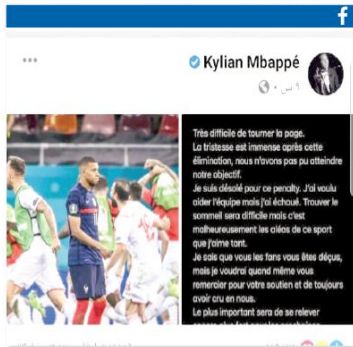 f
Kylian Mbappé
Très difficile de tourner la page.
La tristesse est immense après cette
élimination, nous n'avons pas pu atteindre
notre objectif.
Je suis désolé pour ce penalty. J'ai voulu
aider l'équipe mais j'ai échoué. Trouver le
sommeil sera difficile mais c'est
malheureusement les aléas de ce sport
que j'aime tant.
Je sais que vous les fans vous êtes déçus,
mais je voudrai quand même vous
remercier pour votre soutien et de toujours
avoir cru en nous.
Le plus important sera de se relever